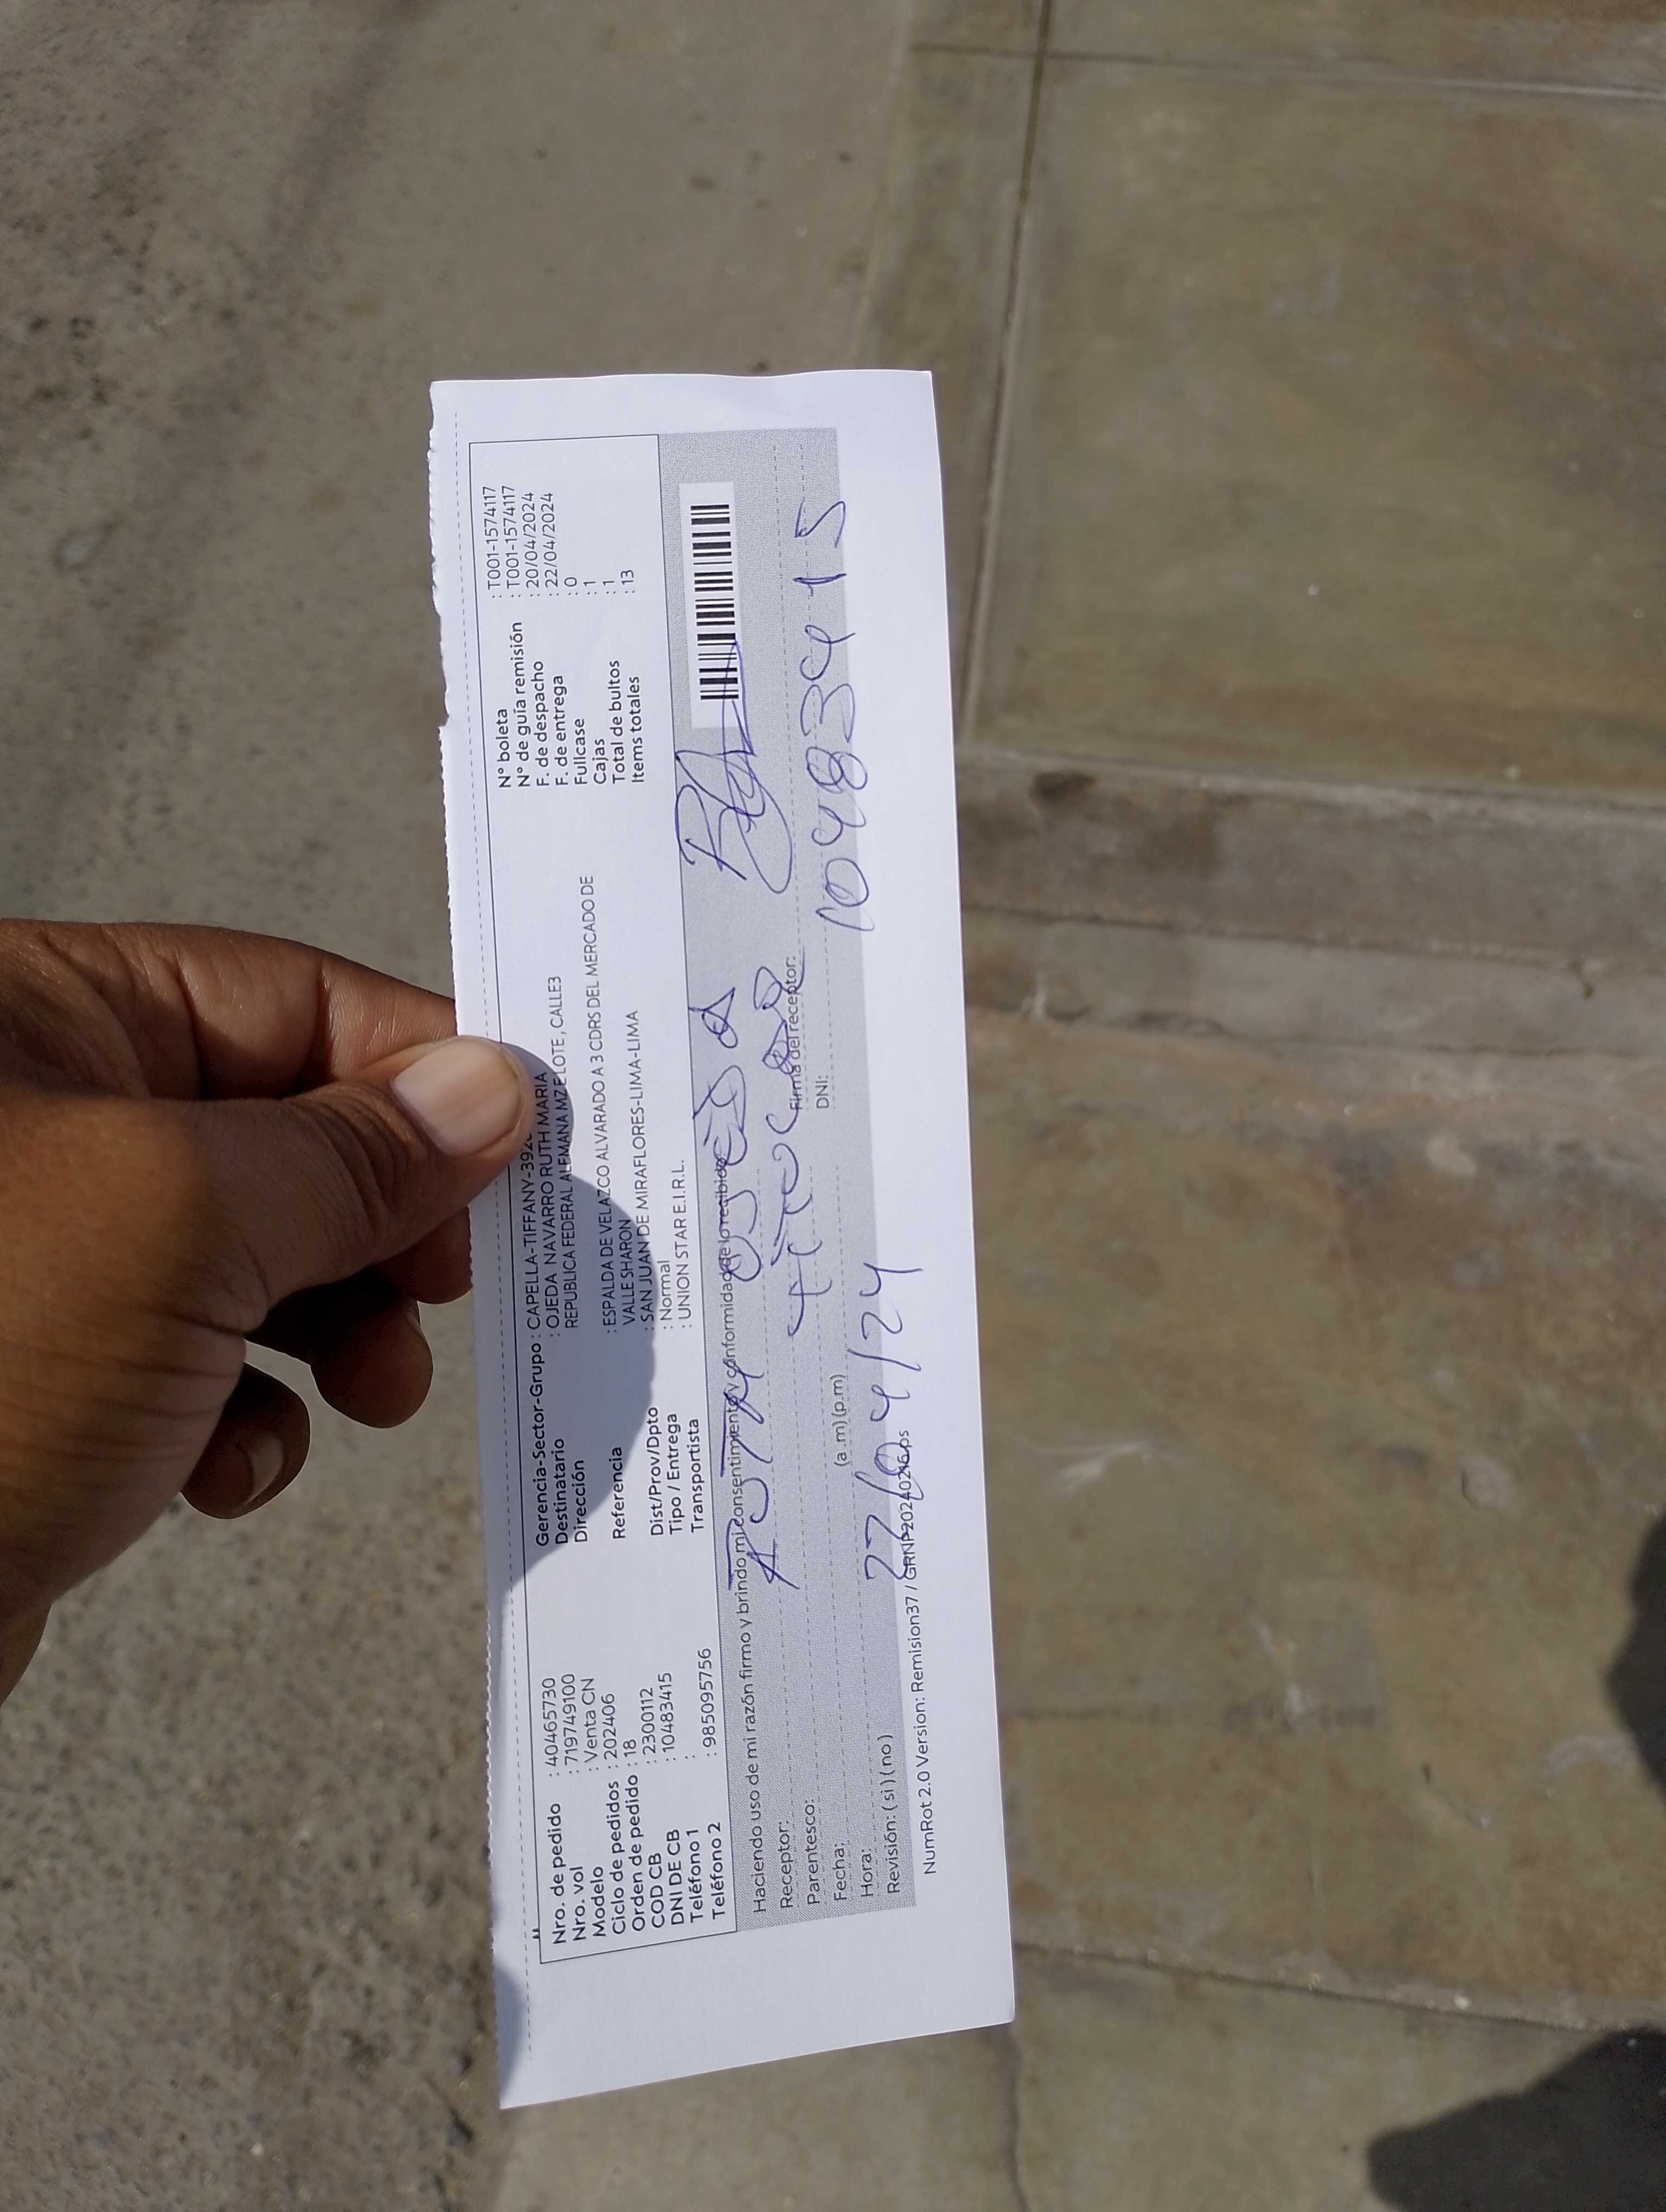 Nro. de pedido : 40465730
Nro. vol : 719749100
Modelo : Venta CN
Ciclo de pedidos : 202406
Orden de pedido : 18
COD CB : 2300112
DNI DE CB : 10483415
Teléfono 1 :
Teléfono 2 : 985095756
Gerencia-Sector-Grupo : CAPELLA-TIFFANY-392
Destinatario : OJEDA NAVARRO RUTH MARIA
Dirección REPUBLICA FEDERAL ALEMANA MZ E LOTE , CALLE3
Referencia : ESPALDA DE VELAZCO ALVARADO A 3 CDRS DEL MERCADO DE
VALLE SHARON
Dist/Prov/Dpto : SAN JUAN DE MIRAFLORES-LIMA-LIMA
Tipo / Entrega : Normal
Transportista : UNION STAR E.I.R.L.
N° boleta : T001-1574117
N° de guía remisión : T001-1574117
F. de despacho : 20/04/2024
F. de entrega : 22/04/2024
Fullcase : 0
Cajas : 1
Total de bultos : 1
Items totales : 13
Haciendo uso de mi razón firmo y brindo mi consentimiento y conformidad de lo recibido
Receptor:
Parentesco:
Firma del receptor:
Fecha:
DNI: 10483415
Hora: (a.m) (p.m)
22/04/24
Revisión: ( si ) ( no )
NumRot 2.0 Version: Remision37 / GRNP20240216ps